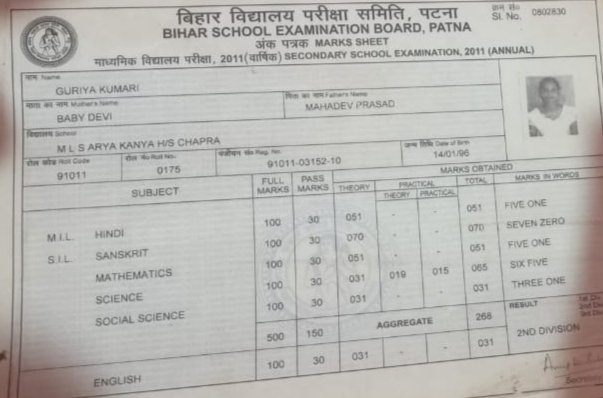 बिहार विद्यालय परीक्षा समिति, पटना
BIHAR SCHOOL EXAMINATION BOARD, PATNA
क्रम सं० Sl. No. 0802830
अंक पत्रक MARKS SHEET
माध्यमिक विद्यालय परीक्षा, 2011(वार्षिक) SECONDARY SCHOOL EXAMINATION, 2011 (ANNUAL)
नाम Name
GURIYA KUMARI
माता का नाम Mother's Name पिता का नाम Father's Name
BABY DEVI MAHADEV PRASAD
विद्यालय School
M L S ARYA KANYA H/S CHAPRA
रोल कोड Roll Code रोल नं० Roll No. पंजीयन सं० Reg. No. जन्म तिथि Date of Birth
91011 0175 91011-03152-10 14/01/96
SUBJECT FULL MARKS PASS MARKS MARKS OBTAINED
THEORY PRACTICAL TOTAL MARKS IN WORDS
THEORY PRACTICAL
M.I.L. HINDI 100 30 051 - - 051 FIVE ONE
S.I.L. SANSKRIT 100 30 070 - - 070 SEVEN ZERO
MATHEMATICS 100 30 051 - - 051 FIVE ONE
SCIENCE 100 30 031 019 015 065 SIX FIVE
SOCIAL SCIENCE 100 30 031 - - 031 THREE ONE
500 150 AGGREGATE 268 RESULT
2ND DIVISION
ENGLISH 100 30 031 - - 031